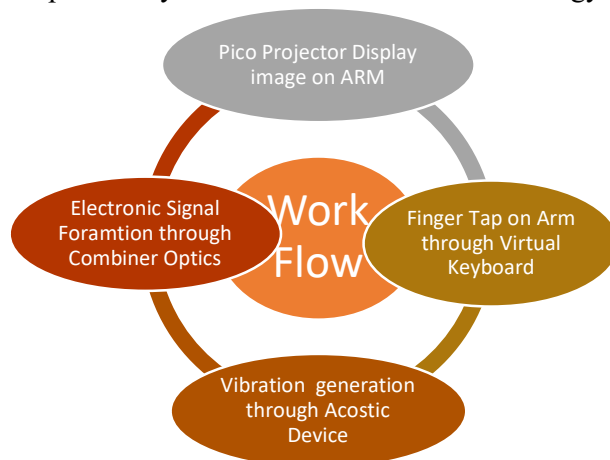 Pico Projector Display
image on ARM
Electronic Signal
Foramtion through
Combiner Optics
Work
Flow
Finger Tap on Arm
through Virtual
Keyboard
Vibration generation
through Acostic
Device